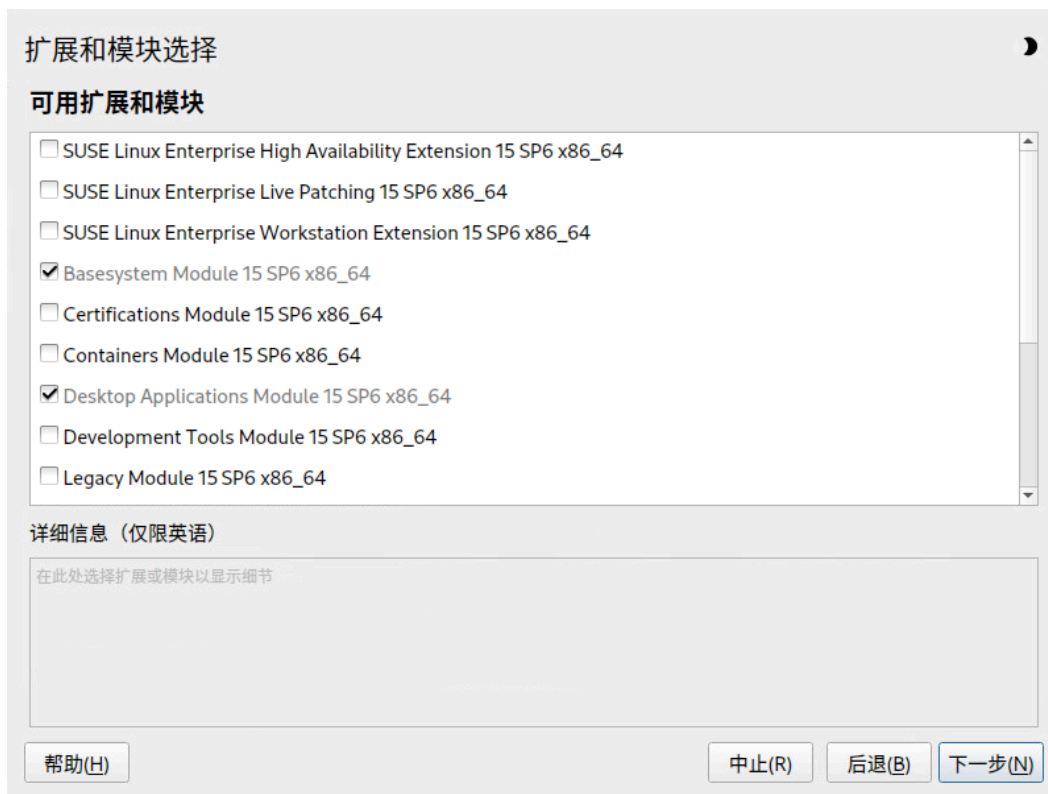 扩展和模块选择
可用扩展和模块
SUSE Linux Enterprise High Availability Extension 15 SP6 x86_64
SUSE Linux Enterprise Live Patching 15 SP6 x86_64
SUSE Linux Enterprise Workstation Extension 15 SP6 x86_64
Basesystem Module 15 SP6 x86_64
Certifications Module 15 SP6 x86_64
Containers Module 15 SP6 x86_64
Desktop Applications Module 15 SP6 x86_64
Development Tools Module 15 SP6 x86_64
Legacy Module 15 SP6 x86_64
详细信息（仅限英语）
在此处选择扩展或模块以显示细节
帮助(H) 中止(R) 后退(B) 下一步(N)